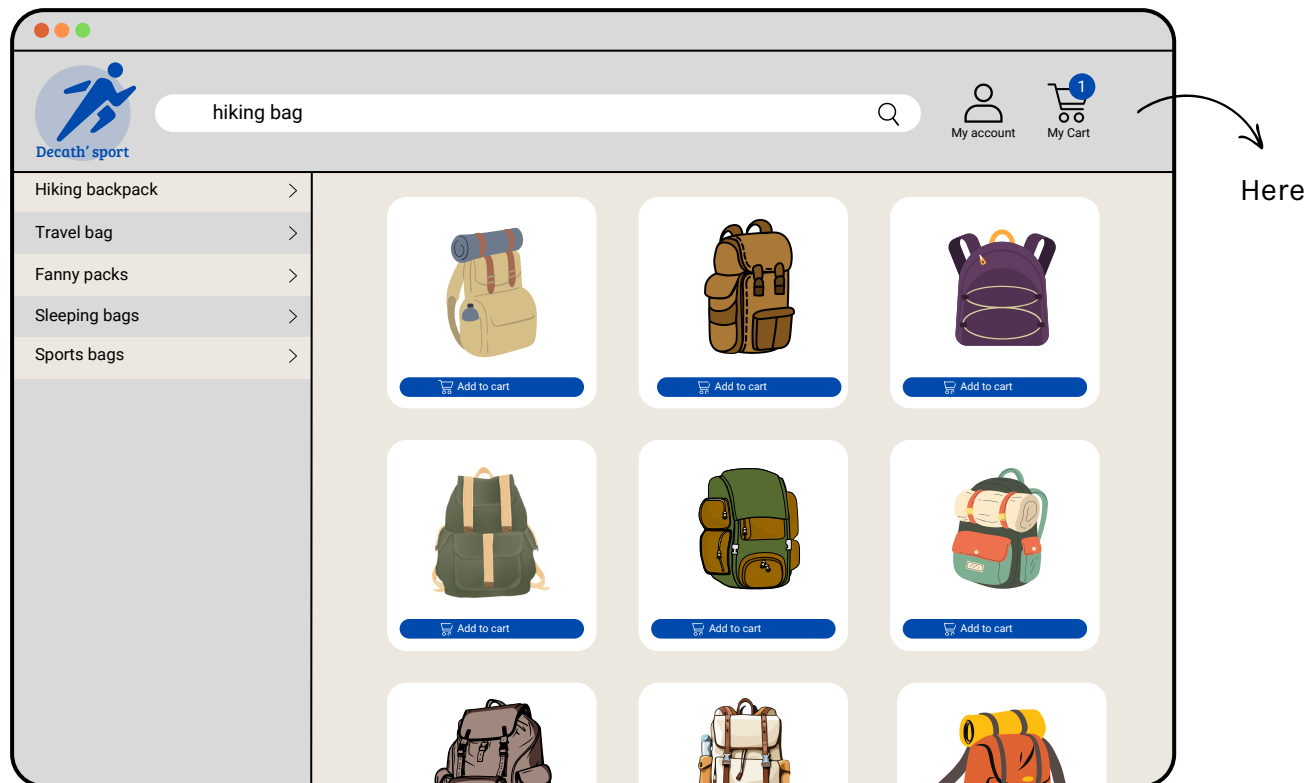 hiking bag
1
My account
My Cart
Decath' sport
Here
Hiking backpack
Travel bag
Fanny packs
Sleeping bags
Sports bags
Add to cart
Add to cart
Add to cart
Add to cart
Add to cart
Add to cart